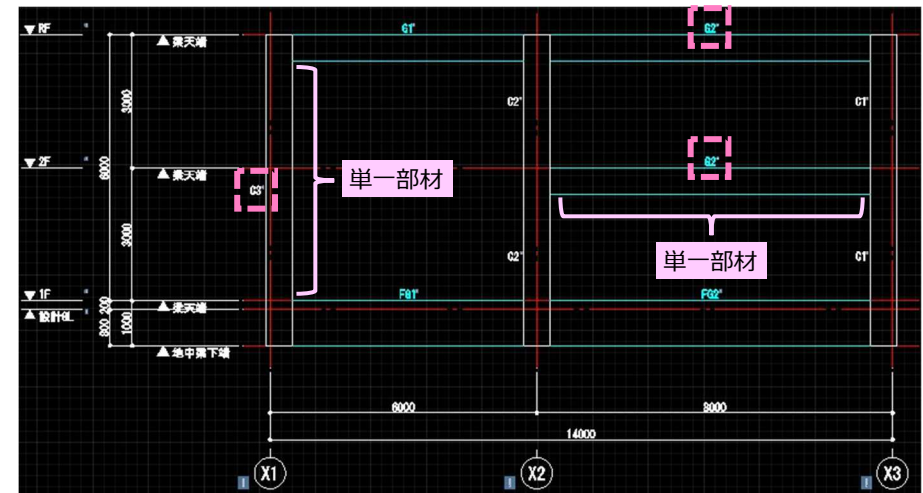 ▼ RF
▲ 梁天端
G1'
G2'
3000
C2'
C1'
6000
▼ 2F
▲ 梁天端
G2'
単一部材
C3'
3000
C2'
C1'
単一部材
▼ 1F
▲ 梁天端
FG1'
FG2'
▲ 設計GL
800
200
1000
▲ 地中梁下端
6000
8000
14000
X1
X2
X3